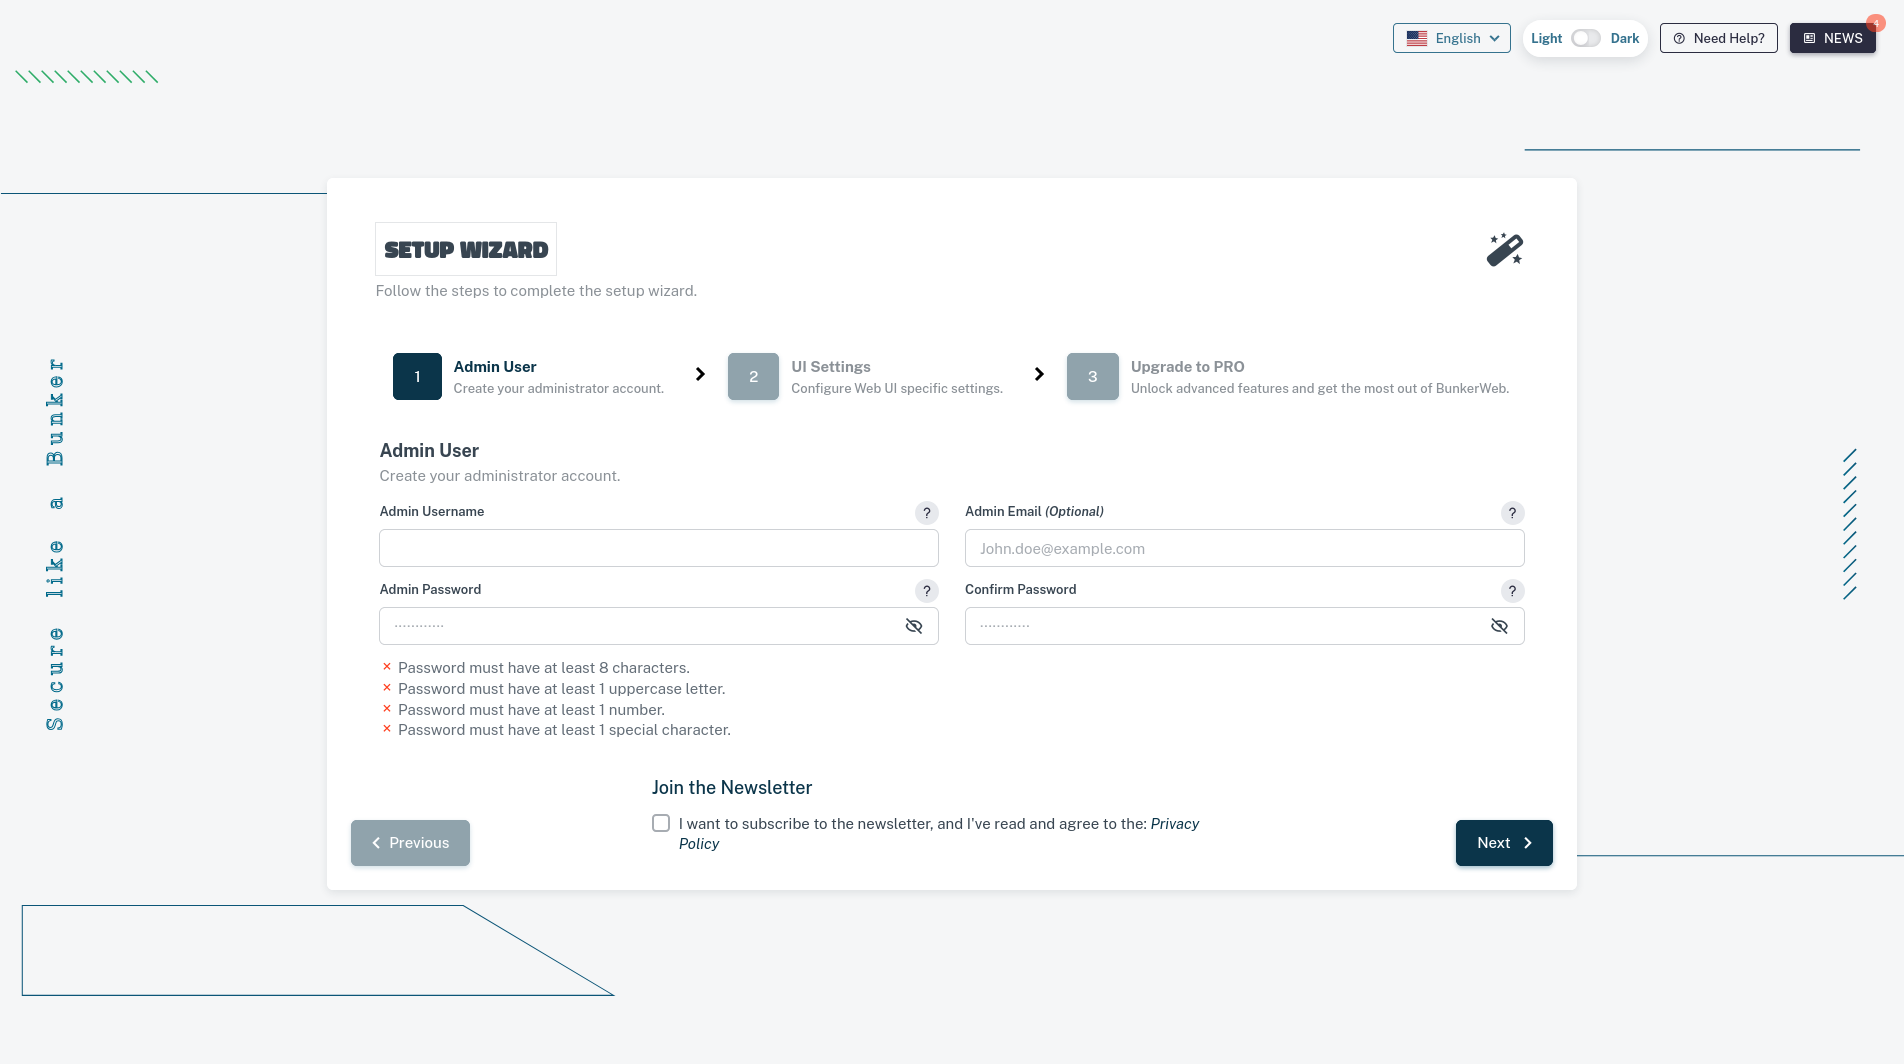 English
Light
Dark
Need Help?
NEWS
4
SETUP WIZARD
Follow the steps to complete the setup wizard.
1
Admin User
Create your administrator account.
2
UI Settings
Configure Web UI specific settings.
3
Upgrade to PRO
Unlock advanced features and get the most out of BunkerWeb.
Secure like a Bunker
Admin User
Create your administrator account.
Admin Username
?
Admin Email (Optional)
?
John.doe@example.com
Admin Password
?
Confirm Password
?
············
············
Password must have at least 8 characters.
Password must have at least 1 uppercase letter.
Password must have at least 1 number.
Password must have at least 1 special character.
Join the Newsletter
I want to subscribe to the newsletter, and I've read and agree to the: Privacy
Policy
Previous
Next